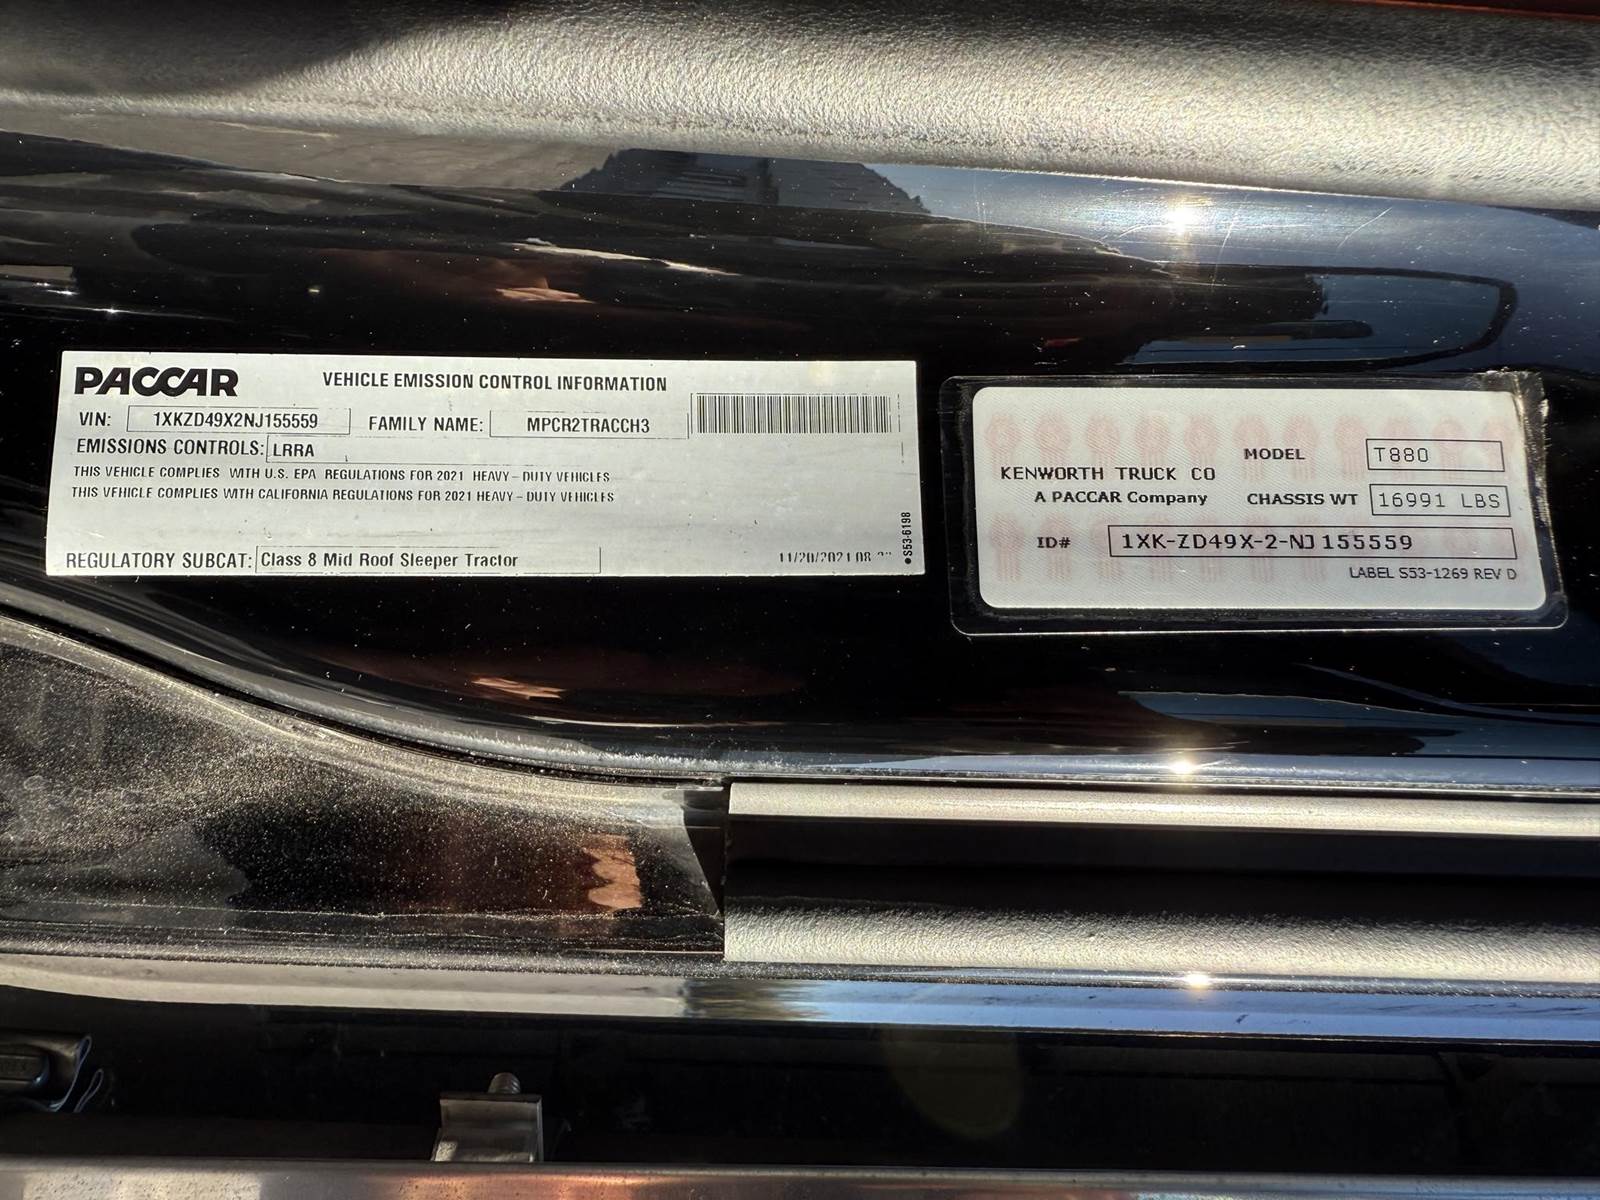 PACCAR
VEHICLE EMISSION CONTROL INFORMATION
VIN: 1XKZD49X2NJ155559 FAMILY NAME: MPCR2TRACCH3
EMISSIONS CONTROLS: LRRA
THIS VEHICLE COMPLIES WITH U.S. EPA REGULATIONS FOR 2021 HEAVY-DUTY VEHICLES
THIS VEHICLE COMPLIES WITH CALIFORNIA REGULATIONS FOR 2021 HEAVY-DUTY VEHICLES
REGULATORY SUBCAT: Class 8 Mid Roof Sleeper Tractor
11/20/2021 08
S53-6198
KENWORTH TRUCK CO
A PACCAR Company
MODEL T880
CHASSIS WT 16991 LBS
ID# 1XK-ZD49X-2-NJ155559
LABEL S53-1269 REV D